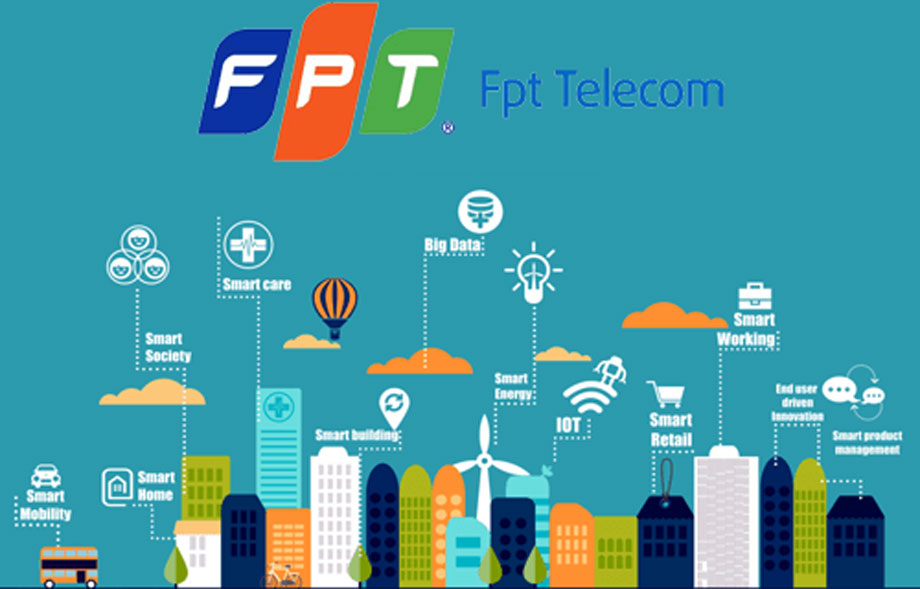 FPT
®
Fpt Telecom
Big Data
Smart care
Smart
Society
Smart
Working
Smart
Energy
End user
driven
Innovation
Smart
Retail
IOT
Smart building
Smart product
management
Smart
Home
Smart
Mobility